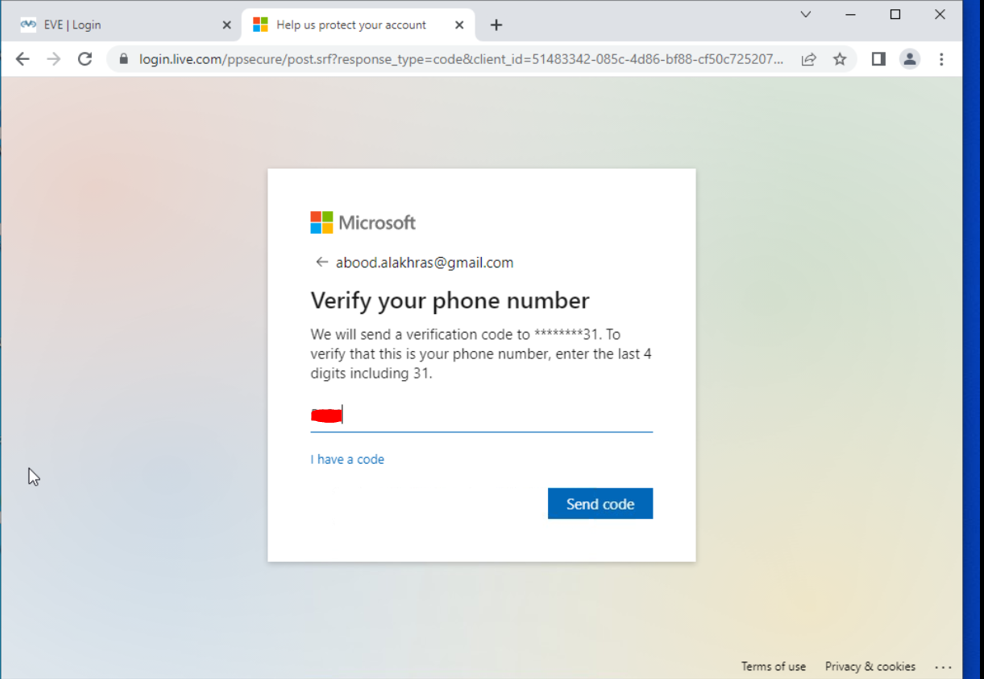 EVE | Login
Help us protect your account
login.live.com/ppsecure/post.srf?response_type=code&client_id=51483342-085c-4d86-bf88-cf50c725207...
Microsoft
abood.alakhras@gmail.com
Verify your phone number
We will send a verification code to ********31. To
verify that this is your phone number, enter the last 4
digits including 31.
I have a code
Send code
Terms of use Privacy & cookies ...